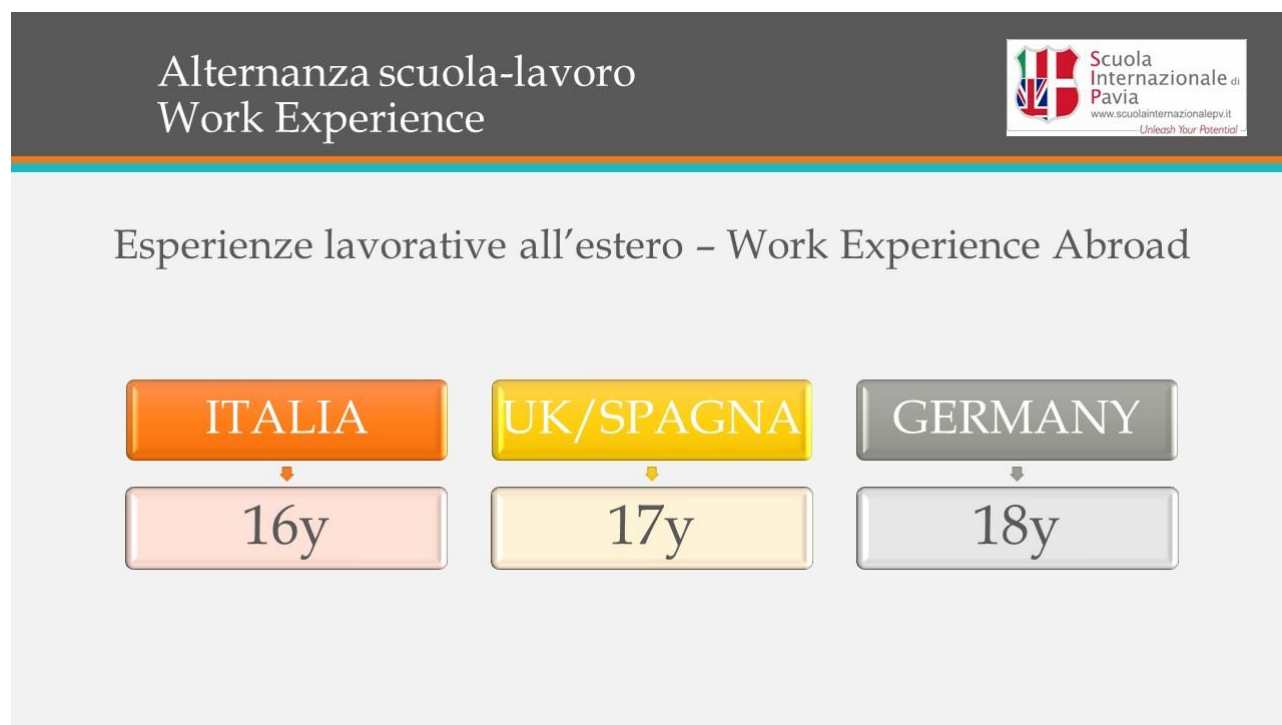 Alternanza scuola-lavoro
Work Experience
Scuola
Internazionale di
Pavia
www.scuolainternazionalepv.it
Unleash Your Potential
Esperienze lavorative all’estero – Work Experience Abroad
ITALIA
UK/SPAGNA
GERMANY
16y
17y
18y